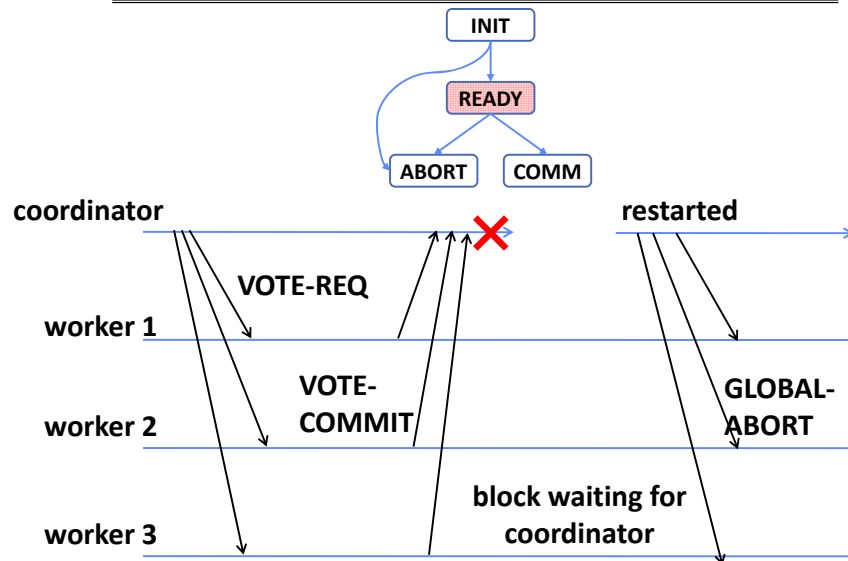 INIT
READY
ABORT
COMM
coordinator
restarted
VOTE-REQ
worker 1
VOTE-
COMMIT
GLOBAL-
ABORT
worker 2
block waiting for
coordinator
worker 3